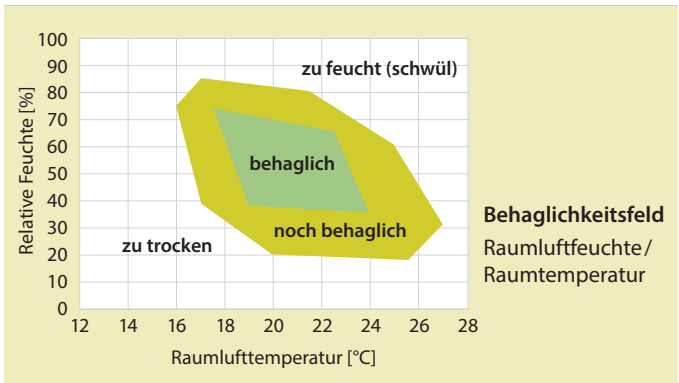 100
90
80
70
60
50
40
30
20
10
0
Relative Feuchte [%]
zu feucht (schwül)
behaglich
noch behaglich
zu trocken
12 14 16 18 20 22 24 26 28
Raumlufttemperatur [°C]
Behaglichkeitsfeld
Raumluftfeuchte/
Raumtemperatur